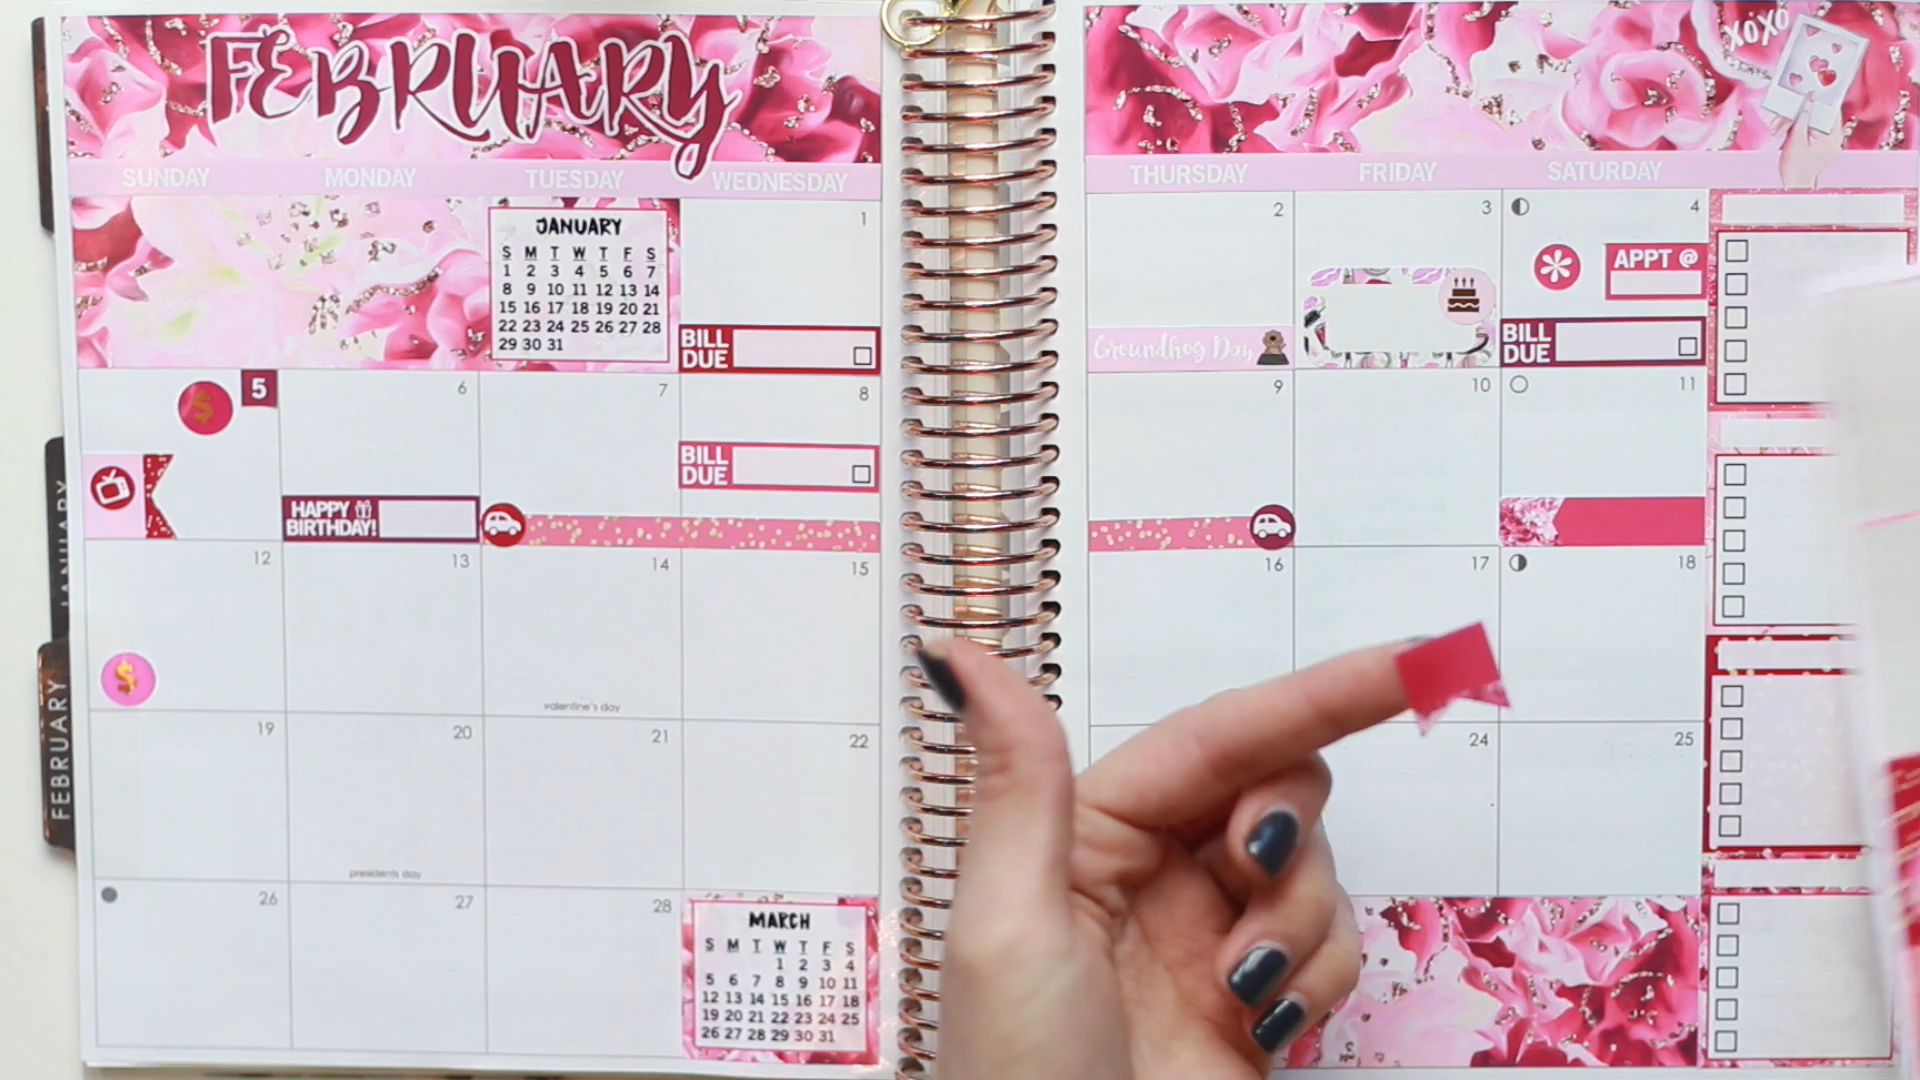 FEBRUARY
XOXO
SUNDAY MONDAY TUESDAY WEDNESDAY THURSDAY FRIDAY SATURDAY
JANUARY
S M T W T F S
1 2 3 4 5 6 7
8 9 10 11 12 13 14
15 16 17 18 19 20 21
22 23 24 25 26 27 28
29 30 31
1 2 3 4
APPT @
BILL DUE
Groundhog Day
BILL DUE
5 6 7 8 9 10 11
$
BILL DUE
HAPPY BIRTHDAY!
12 13 14 15 16 17 18
$
valentine's day
19 20 21 22 24 25
presidents day
26 27 28
MARCH
S M T W T F S
1 2 3 4
5 6 7 8 9 10 11
12 13 14 15 16 17 18
19 20 21 22 23 24 25
26 27 28 29 30 31
JANUARY
FEBRUARY